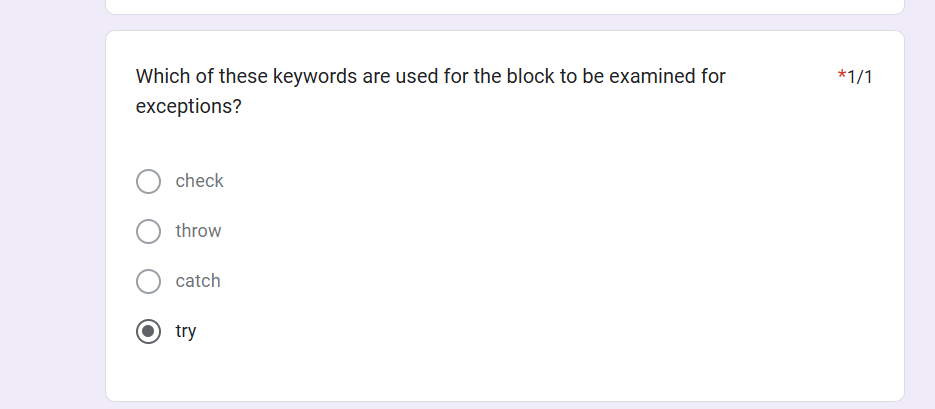 Which of these keywords are used for the block to be examined for
exceptions?
*1/1
check
throw
catch
try